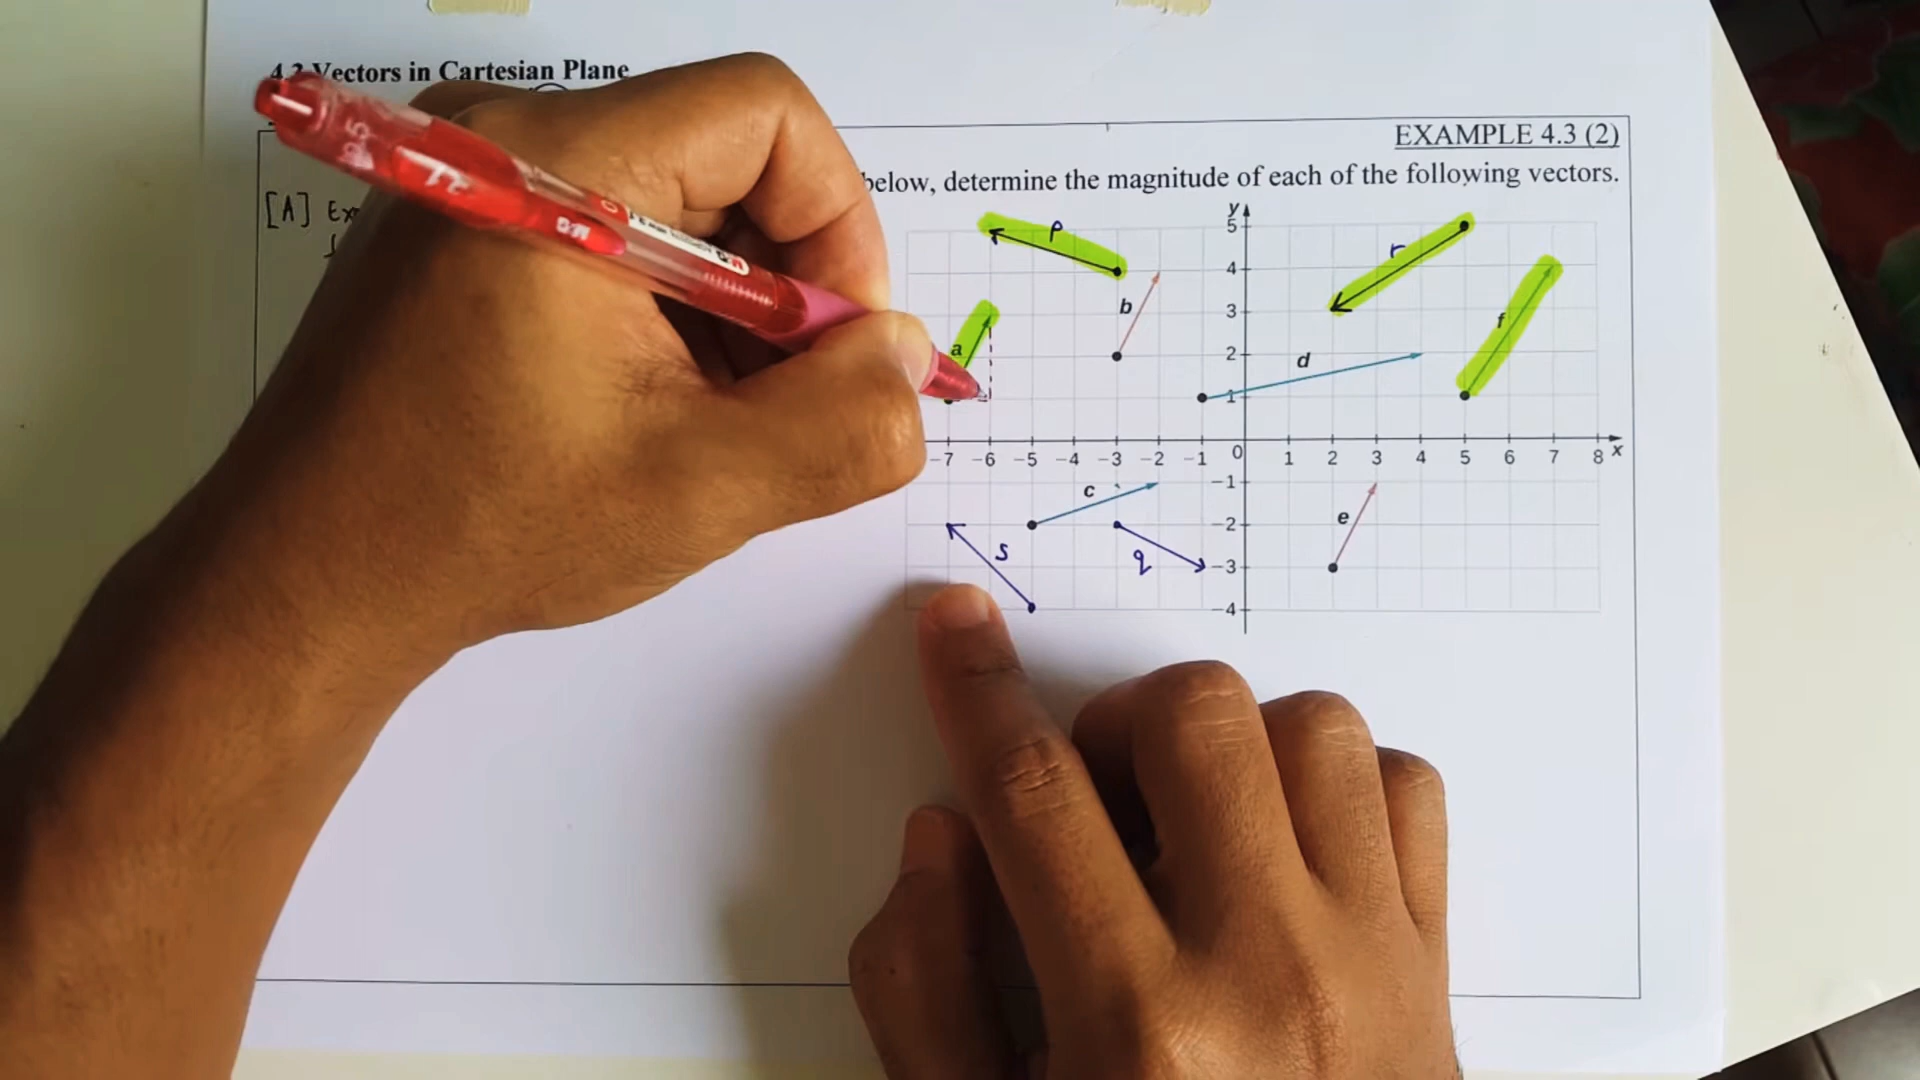 4.3 Vectors in Cartesian Plane
EXAMPLE 4.3 (2)
below, determine the magnitude of each of the following vectors.
[A]
y
5
4
3
2
1
0
-1
-2
-3
-4
-7 -6 -5 -4 -3 -2 -1 1 2 3 4 5 6 7 8 x
p
r
b
f
a
d
c
e
s
q
0.5
M&G